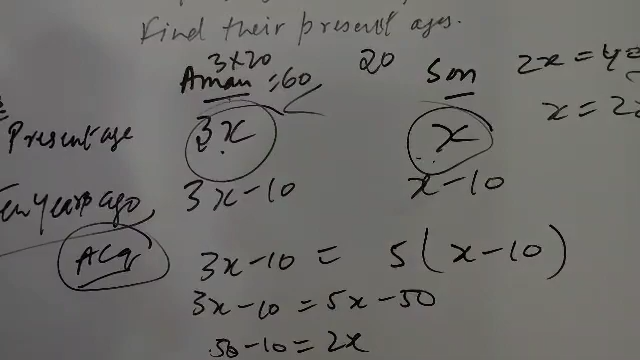 Find their present ages.
3×20
Aman = 60
20
Son
2x = 4
x = 2
Present age
3x
x
Ten years ago
3x-10
x-10
ACq
3x-10 = 5(x-10)
3x-10 = 5x-50
50-10 = 2x